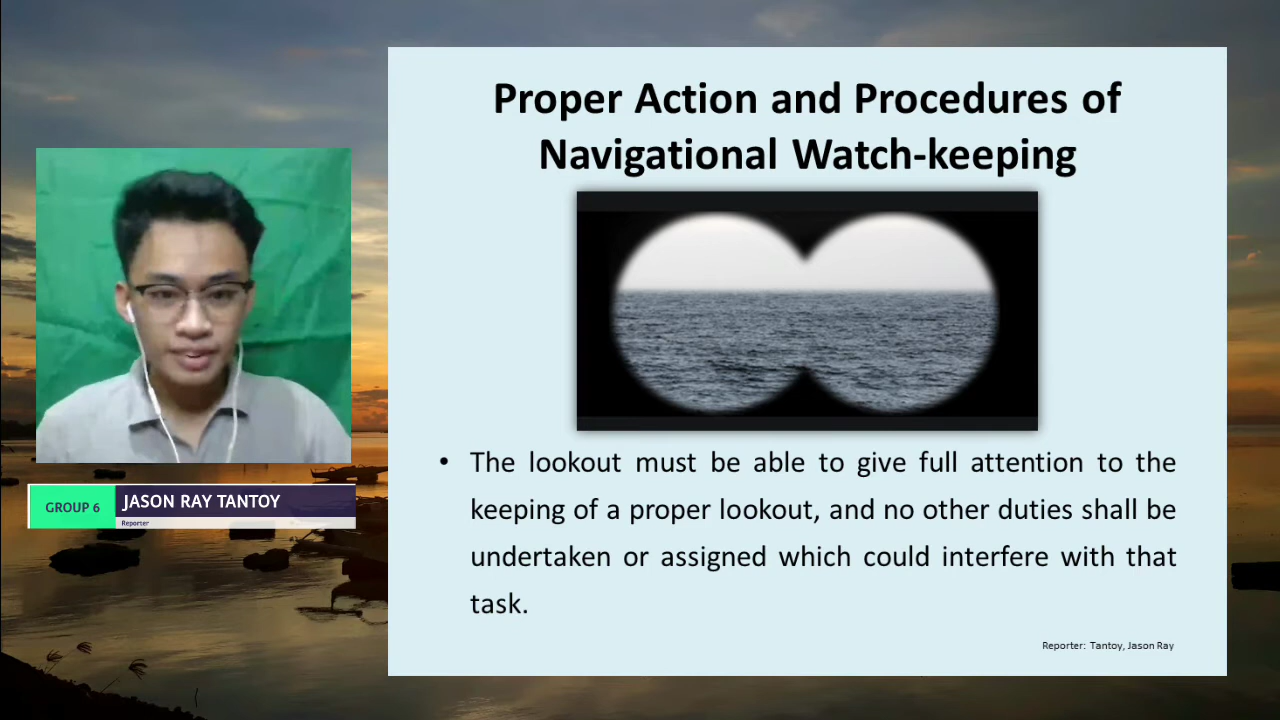 Proper Action and Procedures of
Navigational Watch-keeping
• The lookout must be able to give full attention to the
keeping of a proper lookout, and no other duties shall be
undertaken or assigned which could interfere with that
task.
Reporter: Tantoy, Jason Ray
GROUP 6
JASON RAY TANTOY
Reporter